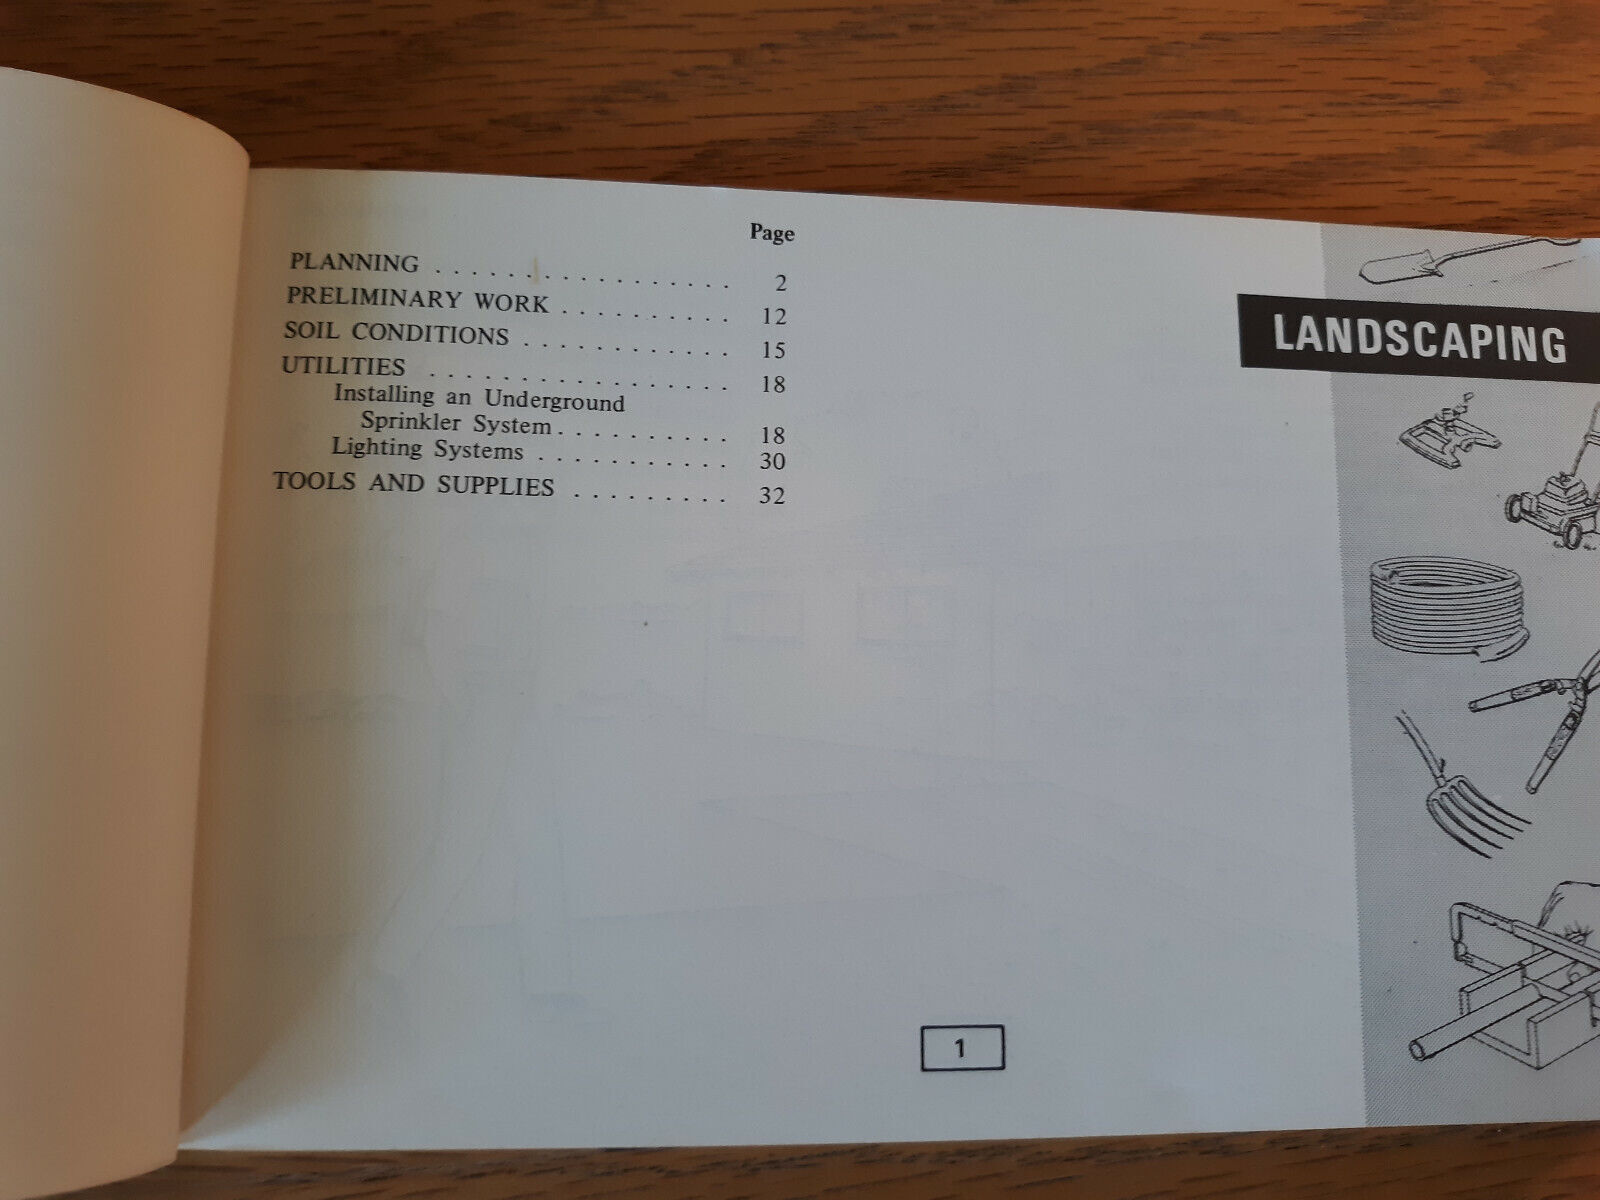 Page
PLANNING . . . . . . . . . . . . . . . . . 2
PRELIMINARY WORK . . . . . . . . . . 12
SOIL CONDITIONS . . . . . . . . . . . . 15
UTILITIES . . . . . . . . . . . . . . . . . 18
Installing an Underground
Sprinkler System . . . . . . . . . . 18
Lighting Systems . . . . . . . . . . . 30
TOOLS AND SUPPLIES . . . . . . . . . 32
LANDSCAPING
1